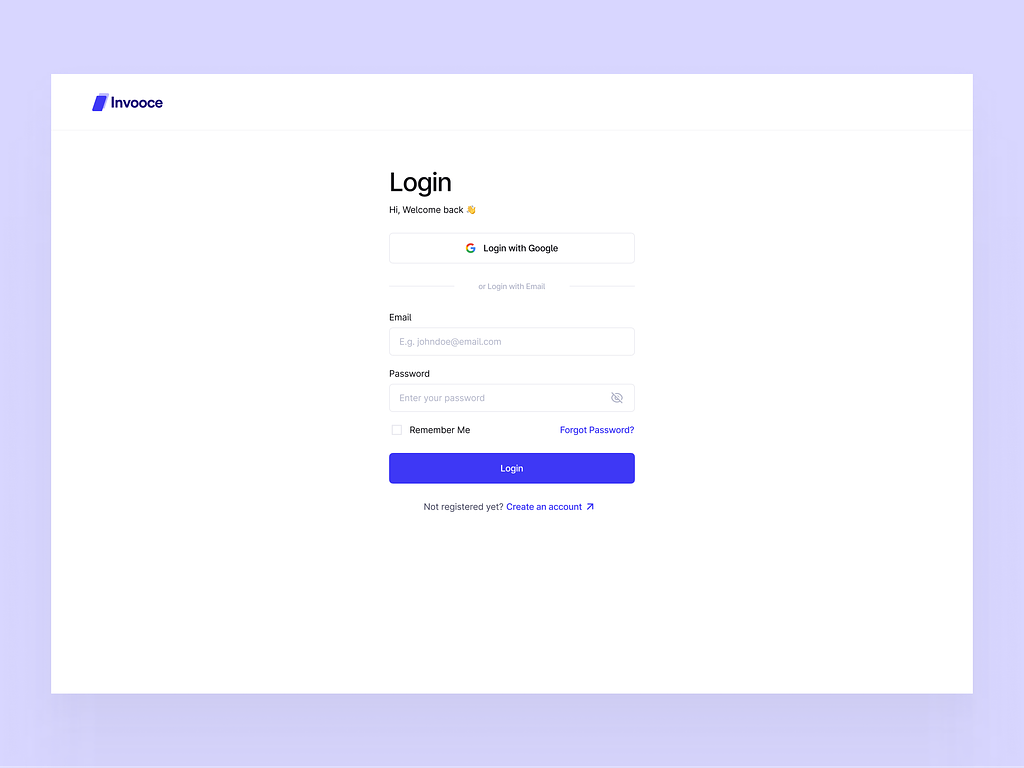 Invooce
Login
Hi, Welcome back 👋
Login with Google
or Login with Email
Email
E.g. johndoe@email.com
Password
Enter your password
Remember Me
Forgot Password?
Login
Not registered yet? Create an account